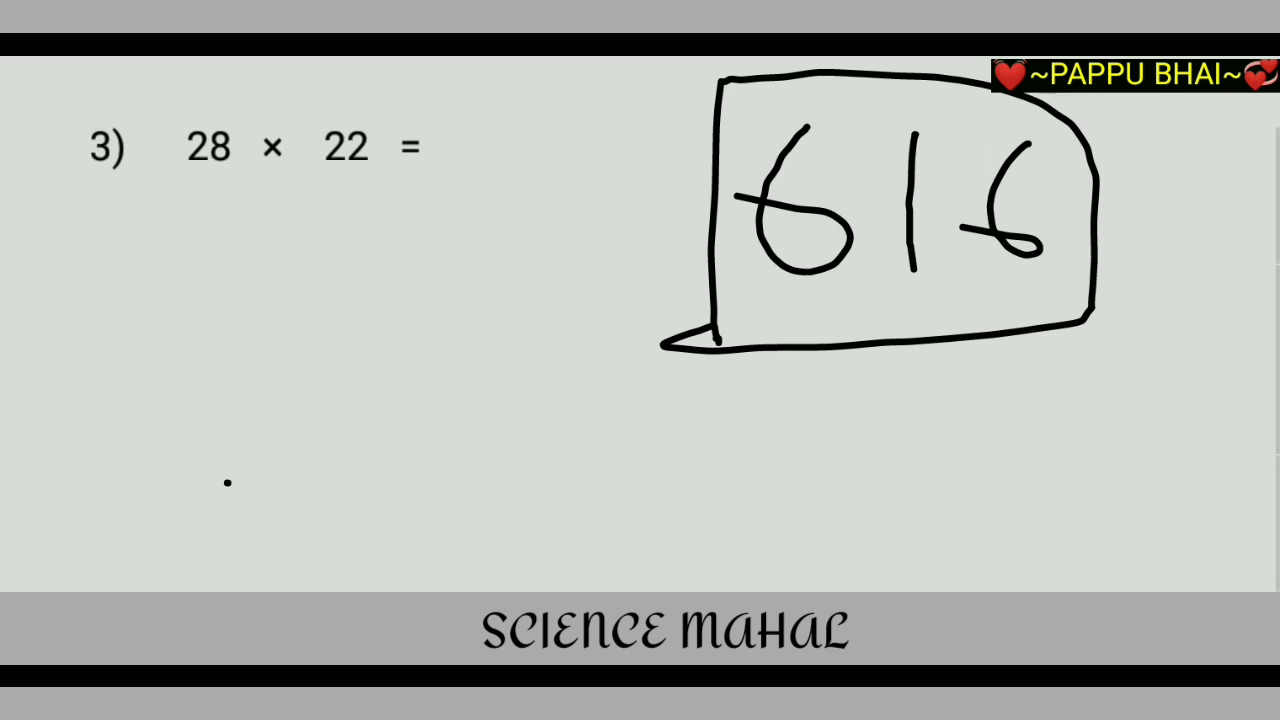 ❤️~PAPPU BHAI~💞
3) 28 × 22 =
616
SCIENCE MAHAL